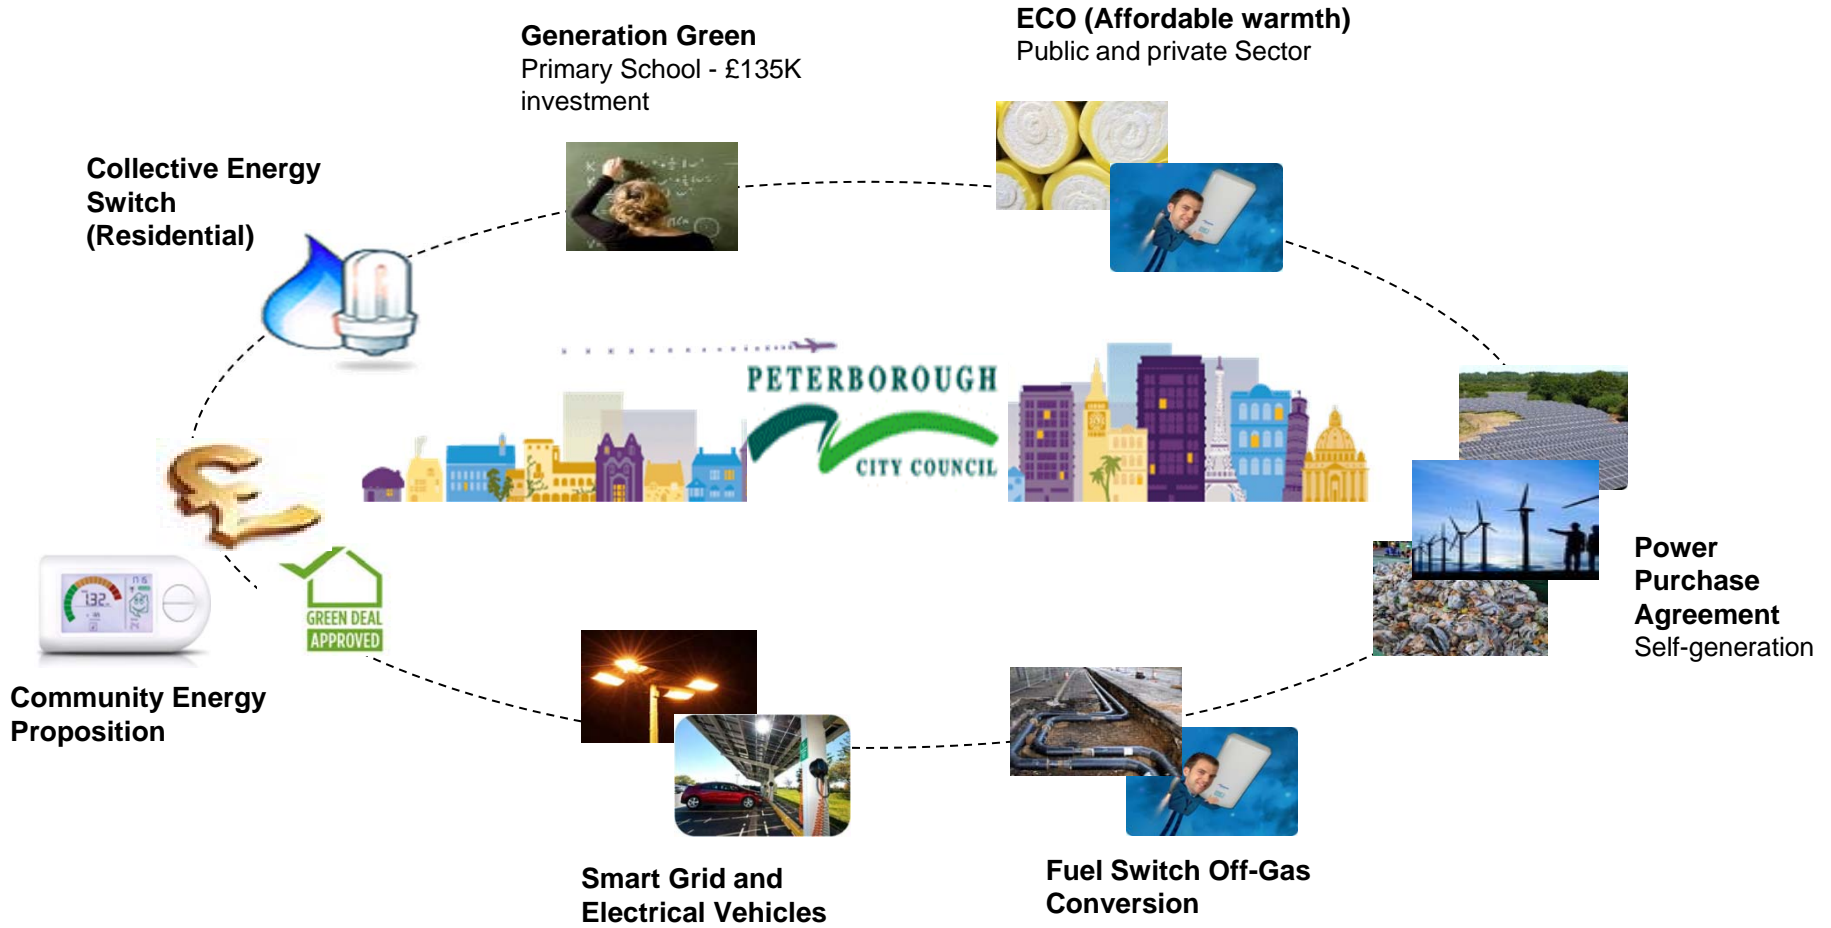 ECO (Affordable warmth)
Public and private Sector
Generation Green
Primary School - £135K
investment
Collective Energy
Switch
(Residential)
PETERBOROUGH
CITY COUNCIL
Power
Purchase
Agreement
Self-generation
GREEN DEAL
APPROVED
Community Energy
Proposition
Smart Grid and
Electrical Vehicles
Fuel Switch Off-Gas
Conversion